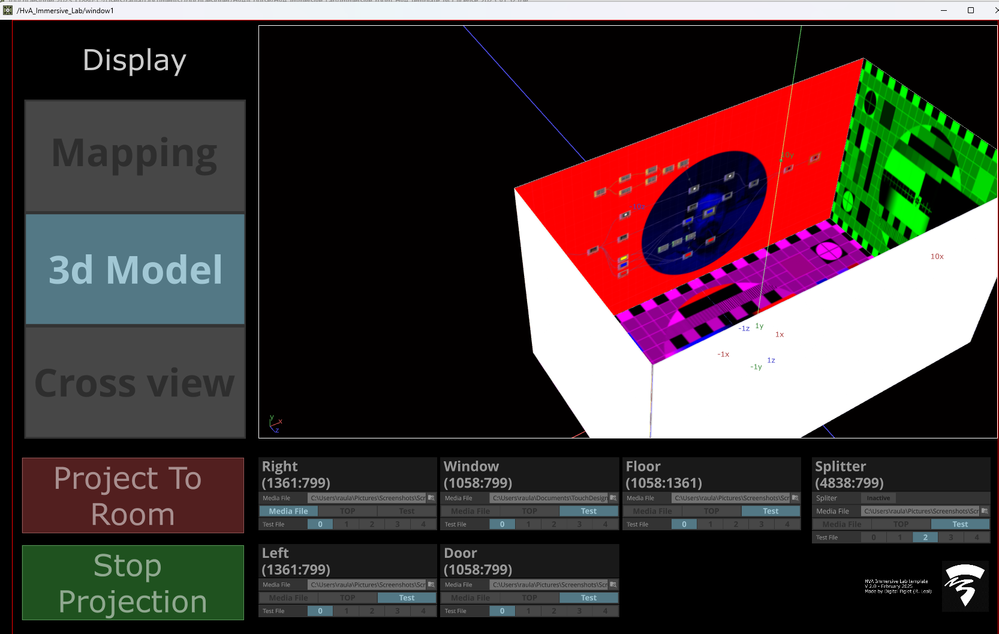 /HvA_Immersive_Lab/window1
Display
Mapping
3d Model
Cross view
Project To
Room
Stop
Projection
10y
-10z
10x
-1z
1y
1x
-1x
1z
-1y
y
x
z
Right
(1361:799)
Media File
C:\Users\raula\Pictures\Screenshots\Scr
Media File
TOP
Test
Test File
0
1
2
3
4
Window
(1058:799)
Media File
C:\Users\raula\Documents\TouchDesign
Media File
TOP
Test
Test File
0
1
2
3
4
Floor
(1058:1361)
Media File
C:\Users\raula\Pictures\Screenshots\Scr
Media File
TOP
Test
Test File
0
1
2
3
4
Splitter
(4838:799)
Spliter
Inactive
Media File
C:\Users\raula\Pictures\Screenshots\Scr
Media File
TOP
Test
Test File
0
1
2
3
4
Left
(1361:799)
Media File
C:\Users\raula\Pictures\Screenshots\Scr
Media File
TOP
Test
Test File
0
1
2
3
4
Door
(1058:799)
Media File
C:\Users\raula\Pictures\Screenshots\Scr
Media File
TOP
Test
Test File
0
1
2
3
4
HVA Immersive Lab template
V 2.0 - February 2025
Made by Digital Piglet (R. Leal)